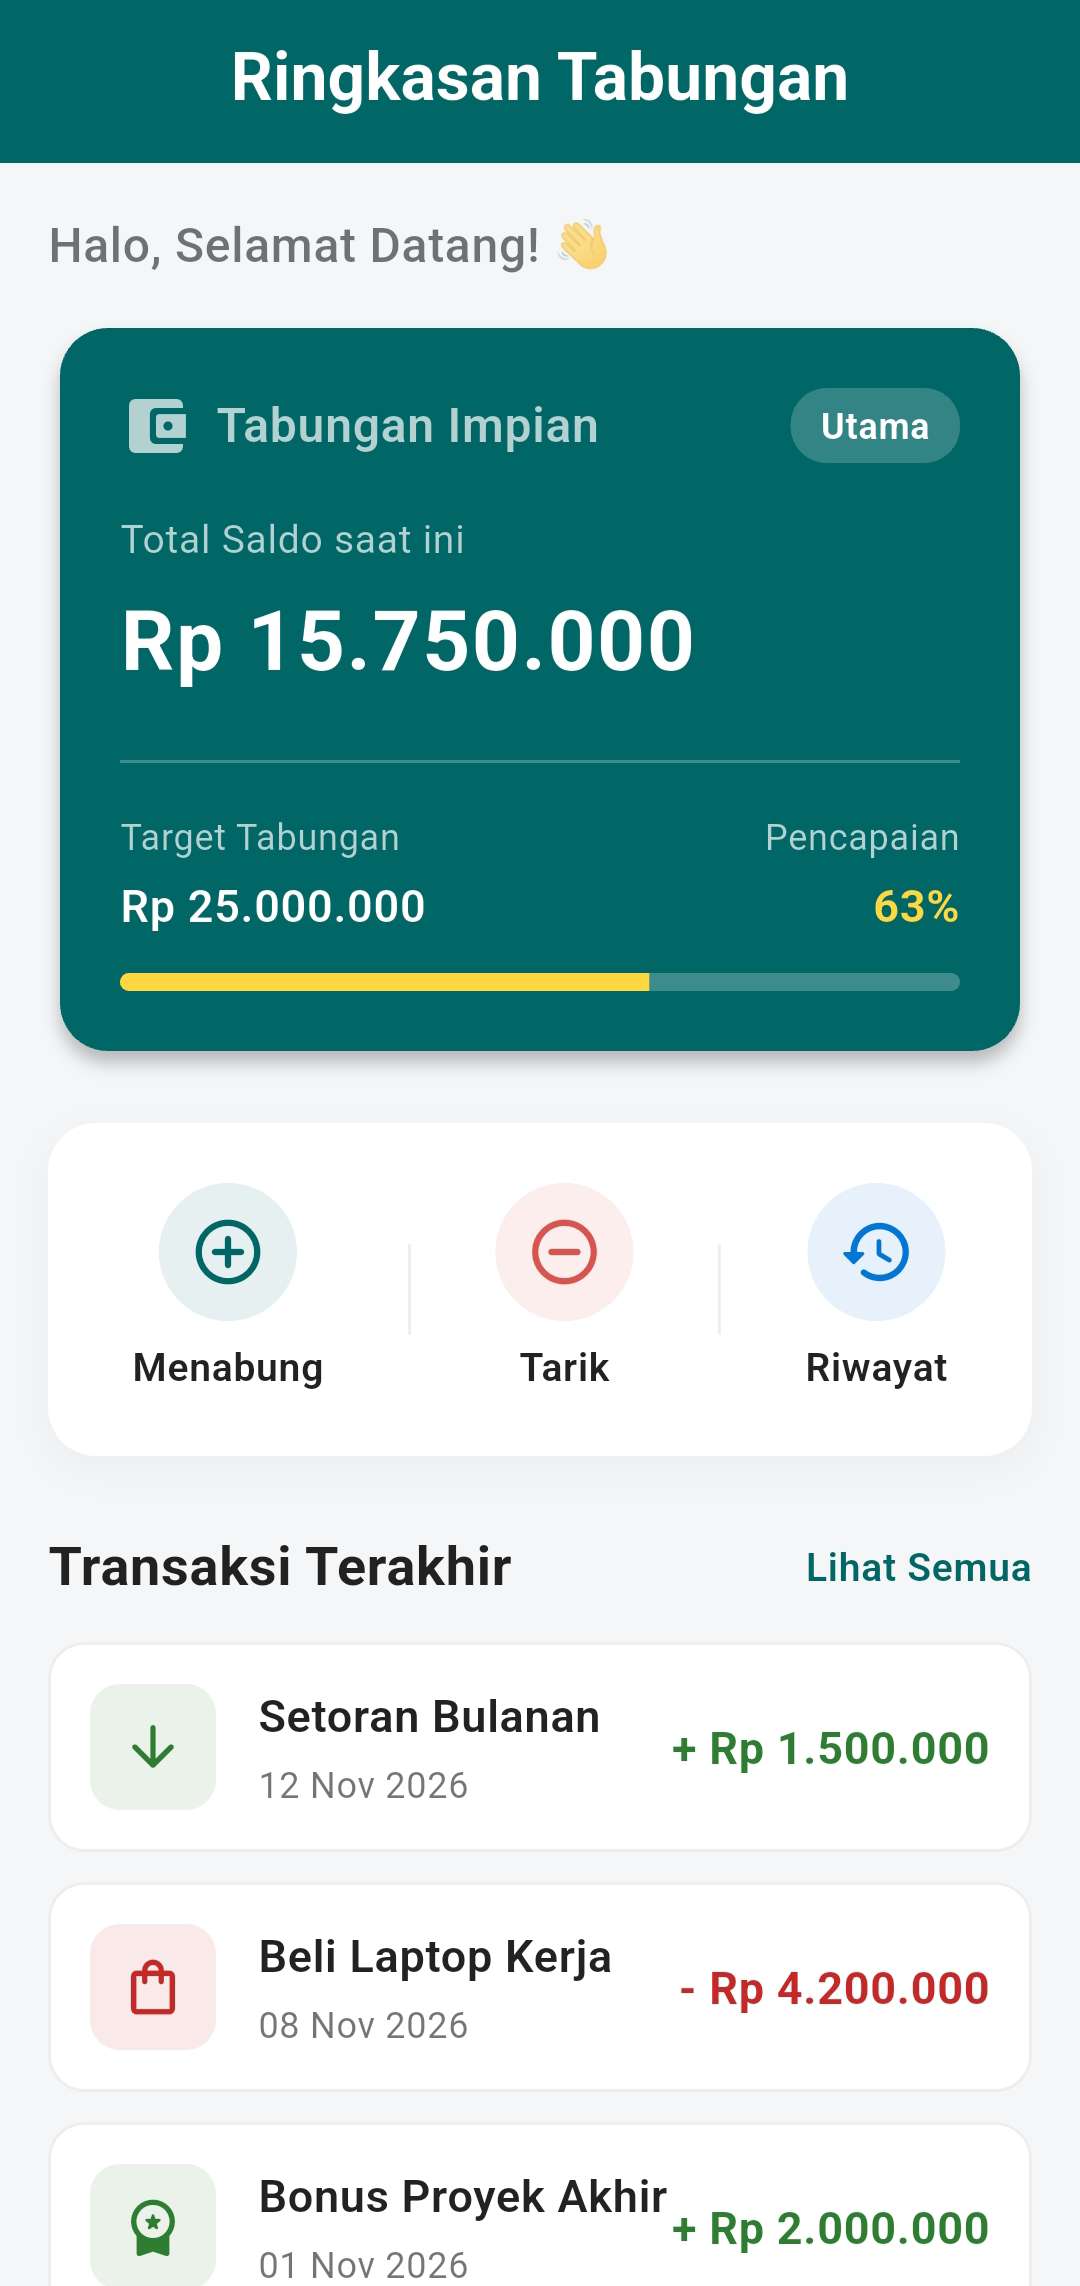 Ringkasan Tabungan
Halo, Selamat Datang! 👋
Tabungan Impian
Utama
Total Saldo saat ini
Rp 15.750.000
Target Tabungan
Pencapaian
Rp 25.000.000
63%
Menabung
Tarik
Riwayat
Transaksi Terakhir
Lihat Semua
Setoran Bulanan
12 Nov 2026
+ Rp 1.500.000
Beli Laptop Kerja
08 Nov 2026
- Rp 4.200.000
Bonus Proyek Akhir
01 Nov 2026
+ Rp 2.000.000